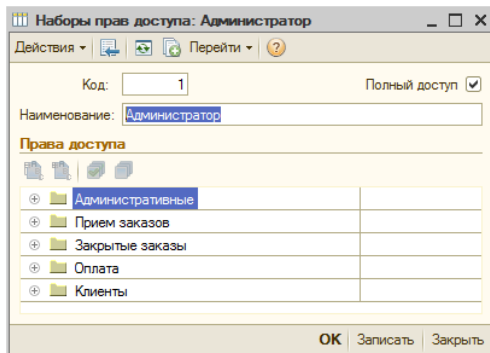 Наборы прав доступа: Администратор
Действия Перейти ?
Код: 1 Полный доступ
Наименование: Администратор
Права доступа
Административные
Прием заказов
Закрытые заказы
Оплата
Клиенты
OK Записать Закрыть